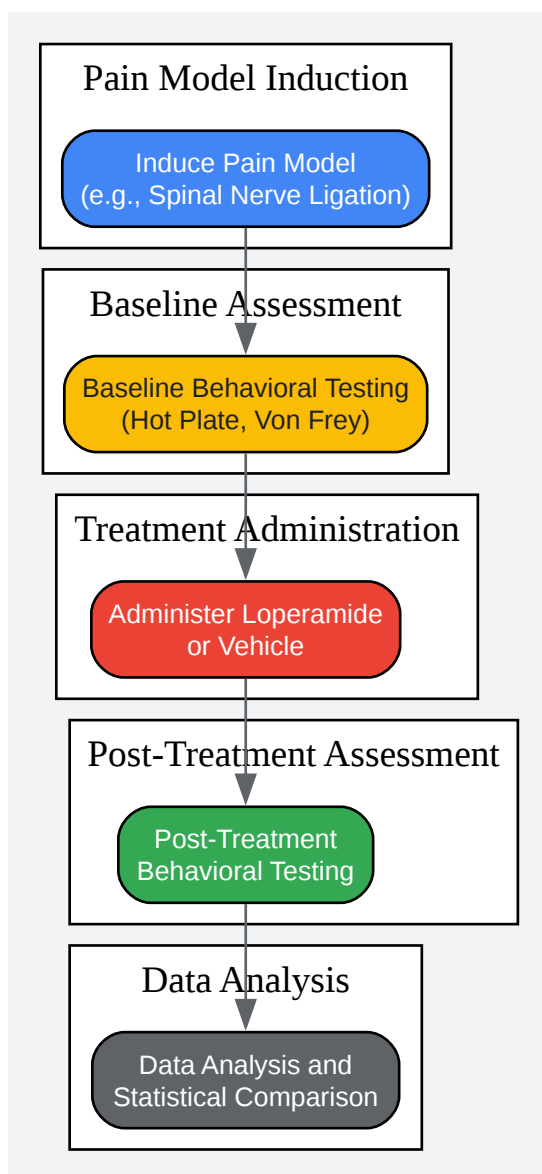 Pain Model Induction
Induce Pain Model
(e.g., Spinal Nerve Ligation)
Baseline Assessment
Baseline Behavioral Testing
(Hot Plate, Von Frey)
Treatment Administration
Administer Loperamide
or Vehicle
Post-Treatment Assessment
Post-Treatment
Behavioral Testing
Data Analysis
Data Analysis and
Statistical Comparison